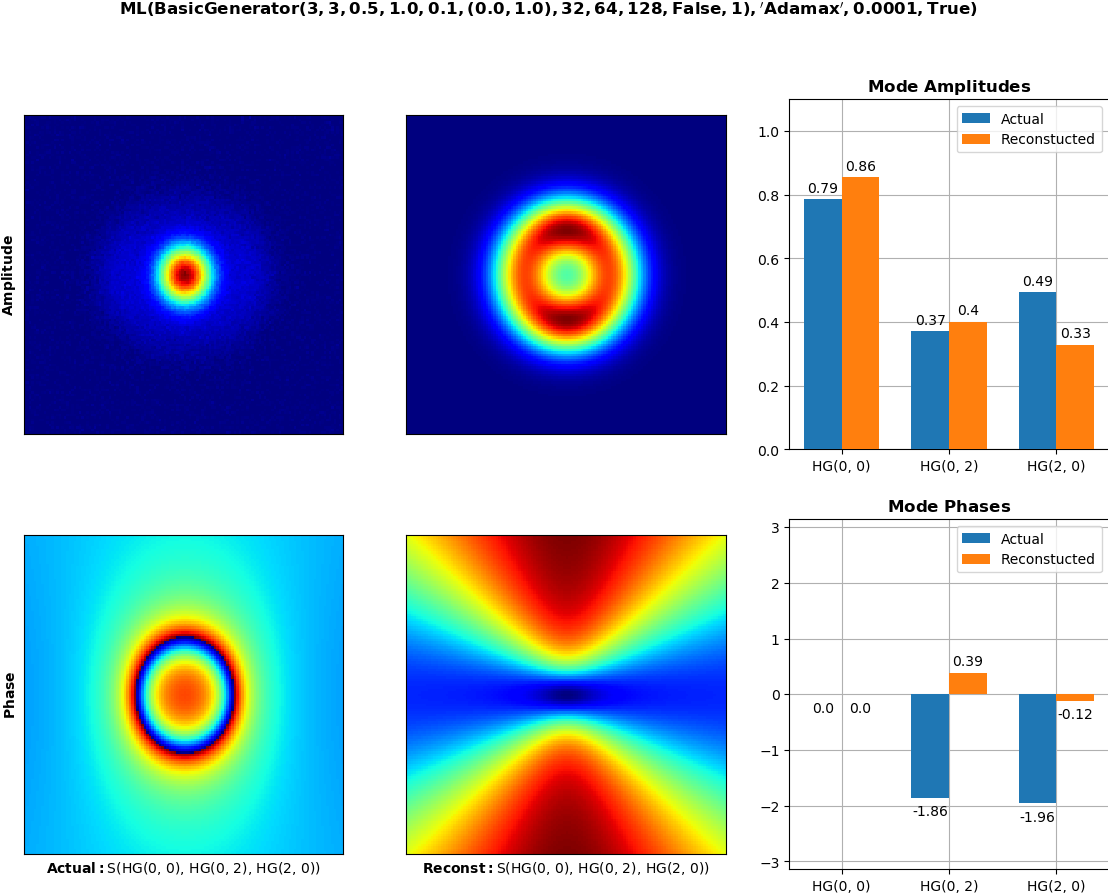 ML(BasicGenerator(3, 3, 0.5, 1.0, 0.1, (0.0, 1.0), 32, 64, 128, False, 1), 'Adamax', 0.0001, True)
Amplitude
Mode Amplitudes
Actual
Reconstucted
1.0
0.8
0.6
0.4
0.2
0.0
0.79
0.86
0.37
0.4
0.49
0.33
HG(0, 0)
HG(0, 2)
HG(2, 0)
Phase
Actual: S(HG(0, 0), HG(0, 2), HG(2, 0))
Reconst: S(HG(0, 0), HG(0, 2), HG(2, 0))
Mode Phases
Actual
Reconstucted
3
2
1
0
−1
−2
−3
0.0
0.0
-1.86
0.39
-1.96
-0.12
HG(0, 0)
HG(0, 2)
HG(2, 0)